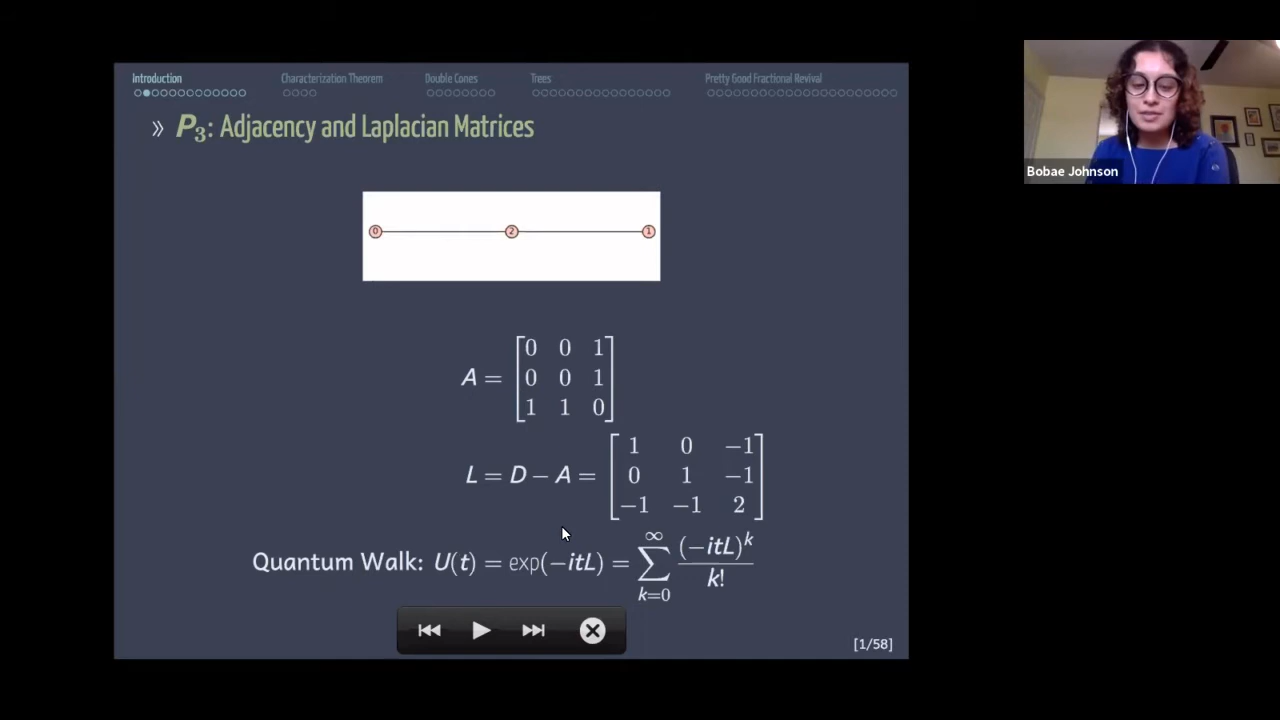 Introduction Characterization Theorem Double Cones Trees Pretty Good Fractional Revival
» P₃: Adjacency and Laplacian Matrices
0 2 1
A = [0 0 1
0 0 1
1 1 0]
L = D − A = [1 0 −1
0 1 −1
−1 −1 2]
Quantum Walk: U(t) = exp(−itL) = ∑_{k=0}^{∞} (−itL)^k / k!
[1/58]
Bobae Johnson